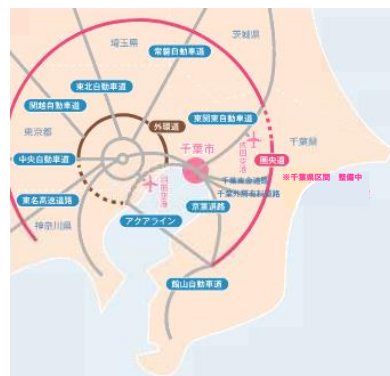 茨城県
埼玉県
常磐自動車道
東北自動車道
関越自動車道
外環道
東関東自動車道
東京都
千葉市
成田空港
千葉県
中央自動車道
圏央道
※千葉県区間　整備中
羽田空港
千葉東金道路
千葉外房有料道路
東名高速道路
京葉道路
アクアライン
神奈川県
館山自動車道